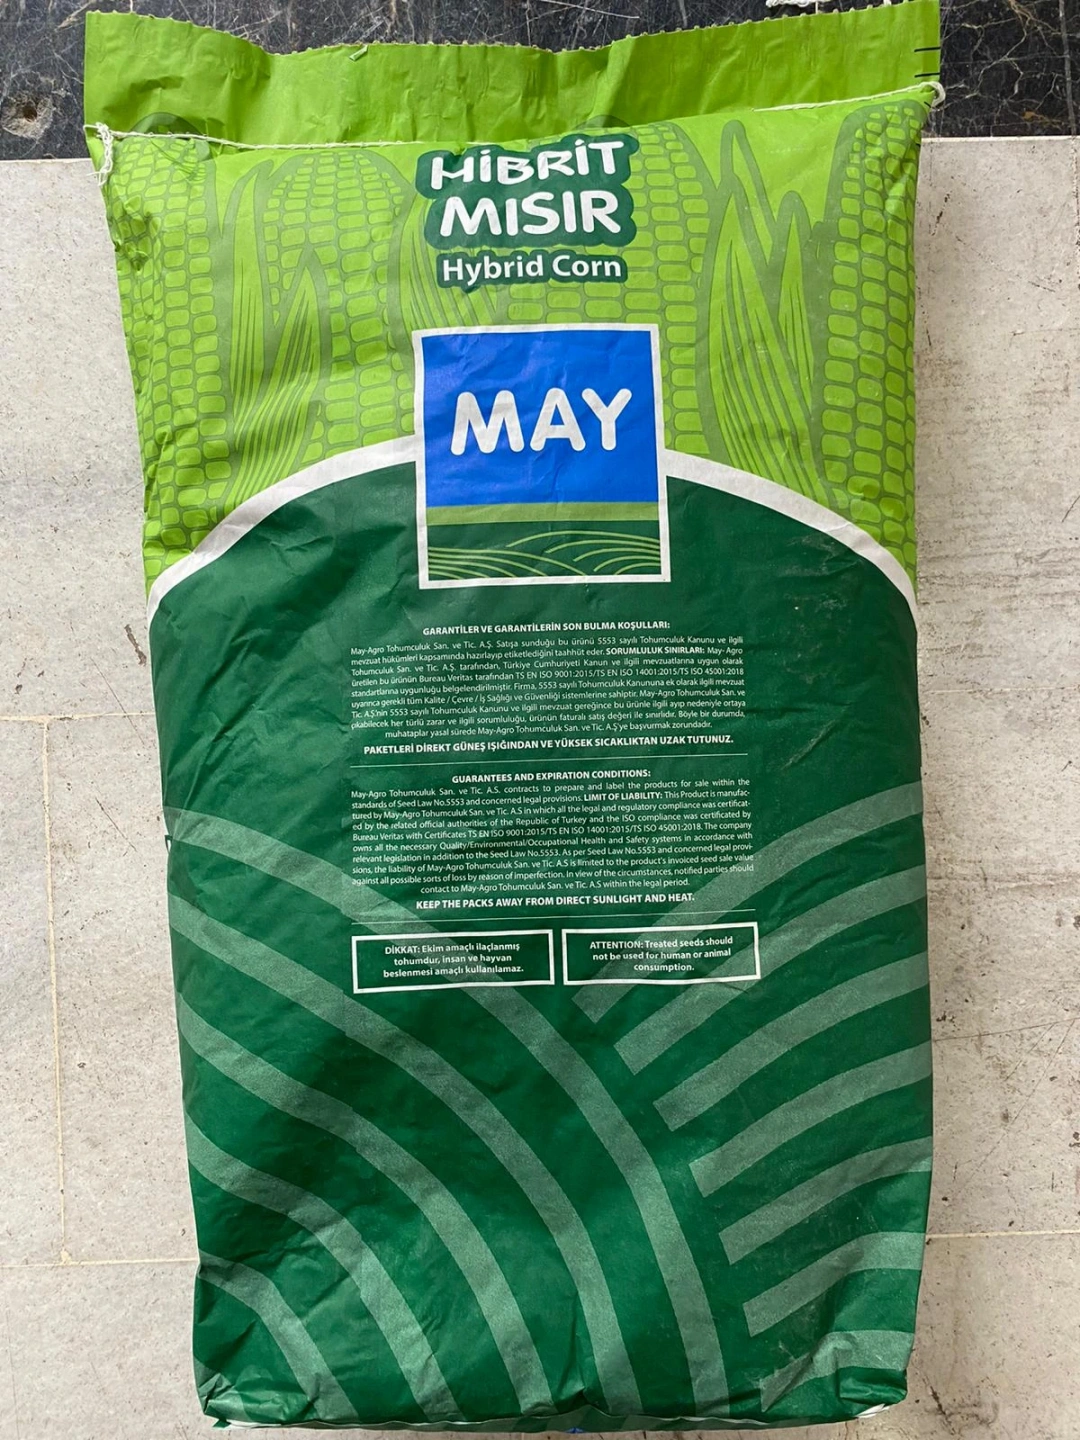 HİBRİT
MISIR
Hybrid Corn
MAY
GARANTİLER VE GARANTİLERİN SON BULMA KOŞULLARI:
May-Agro Tohumculuk San. ve Tic. A.Ş. Satışa sunduğu bu ürünü 5553 sayılı Tohumculuk Kanunu ve ilgili
mevzuat hükümleri kapsamında hazırlayıp etiketlediğini taahhüt eder. SORUMLULUK SINIRLARI: May- Agro
Tohumculuk San. ve Tic. A.Ş. tarafından, Türkiye Cumhuriyeti Kanun ve ilgili mevzuatlarına uygun olarak
üretilen bu ürünün Bureau Veritas tarafından TS EN ISO 9001:2015/TS EN ISO 14001:2015/TS ISO 45001:2018
standartlarına uygunluğu belgelendirilmiştir. Firma, 5553 sayılı Tohumculuk Kanununa ek olarak ilgili mevzuat
uyarınca gerekli tüm Kalite / Çevre / İş Sağlığı ve Güvenliği sistemlerine sahiptir. May-Agro Tohumculuk San. ve
Tic. A.Ş'nin 5553 sayılı Tohumculuk Kanunu ve ilgili mevzuat gereğince bu ürünle ilgili ayıp nedeniyle ortaya
çıkabilecek her türlü zarar ve ilgili sorumluluğu, ürünün faturalı satış değeri ile sınırlıdır. Böyle bir durumda,
muhataplar yasal sürede May-Agro Tohumculuk San. ve Tic. A.Ş'ye başvurmak zorundadır.
PAKETLERİ DİREKT GÜNEŞ IŞIĞINDAN VE YÜKSEK SICAKLIKTAN UZAK TUTUNUZ.
GUARANTEES AND EXPIRATION CONDITIONS:
May-Agro Tohumculuk San. ve Tic. A.S. contracts to prepare and label the products for sale within the
standards of Seed Law No.5553 and concerned legal provisions. LIMIT OF LIABILITY: This Product is manufac-
tured by May-Agro Tohumculuk San. ve Tic. A.S in which all the legal and regulatory compliance was certificat-
ed by the related official authorities of the Republic of Turkey and the ISO compliance was certificated by
Bureau Veritas with Certificates TS EN ISO 9001:2015/TS EN ISO 14001:2015/TS ISO 45001:2018. The company
owns all the necessary Quality/Environmental/Occupational Health and Safety systems in accordance with
relevant legislation in addition to the Seed Law No.5553. As per Seed Law No.5553 and concerned legal provi-
sions, the liability of May-Agro Tohumculuk San. ve Tic. A.S is limited to the product's invoiced seed sale value
against all possible sorts of loss by reason of imperfection. In view of the circumstances, notified parties should
contact to May-Agro Tohumculuk San. ve Tic. A.S within the legal period.
KEEP THE PACKS AWAY FROM DIRECT SUNLIGHT AND HEAT.
DİKKAT: Ekim amaçlı ilaçlanmış
tohumdur, insan ve hayvan
beslenmesi amaçlı kullanılamaz.
ATTENTION: Treated seeds should
not be used for human or animal
consumption.